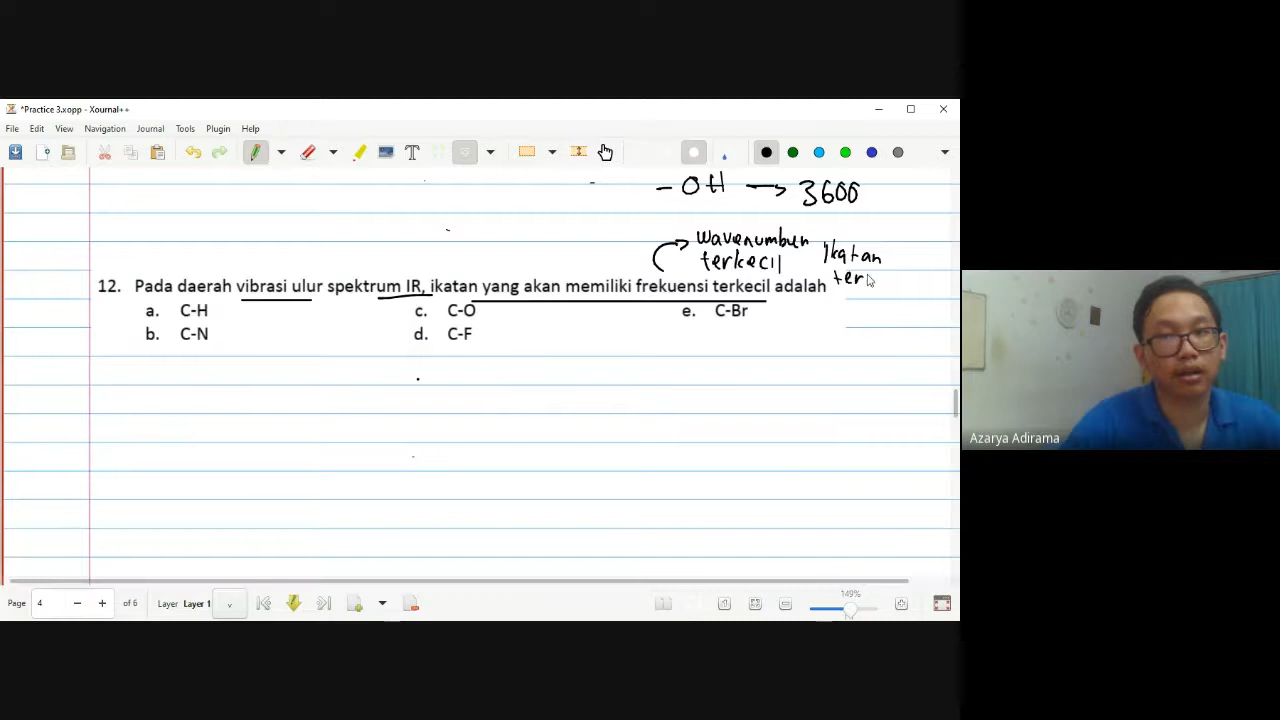 *Practice 3.xopp - Xournal++
File Edit View Navigation Journal Tools Plugin Help
- OH → 3600
wavenumber Ikatan
terkecil ter
12. Pada daerah vibrasi ulur spektrum IR, ikatan yang akan memiliki frekuensi terkecil adalah
a. C-H c. C-O e. C-Br
b. C-N d. C-F
Azarya Adirama
149%
Page 4 of 6 Layer Layer 1